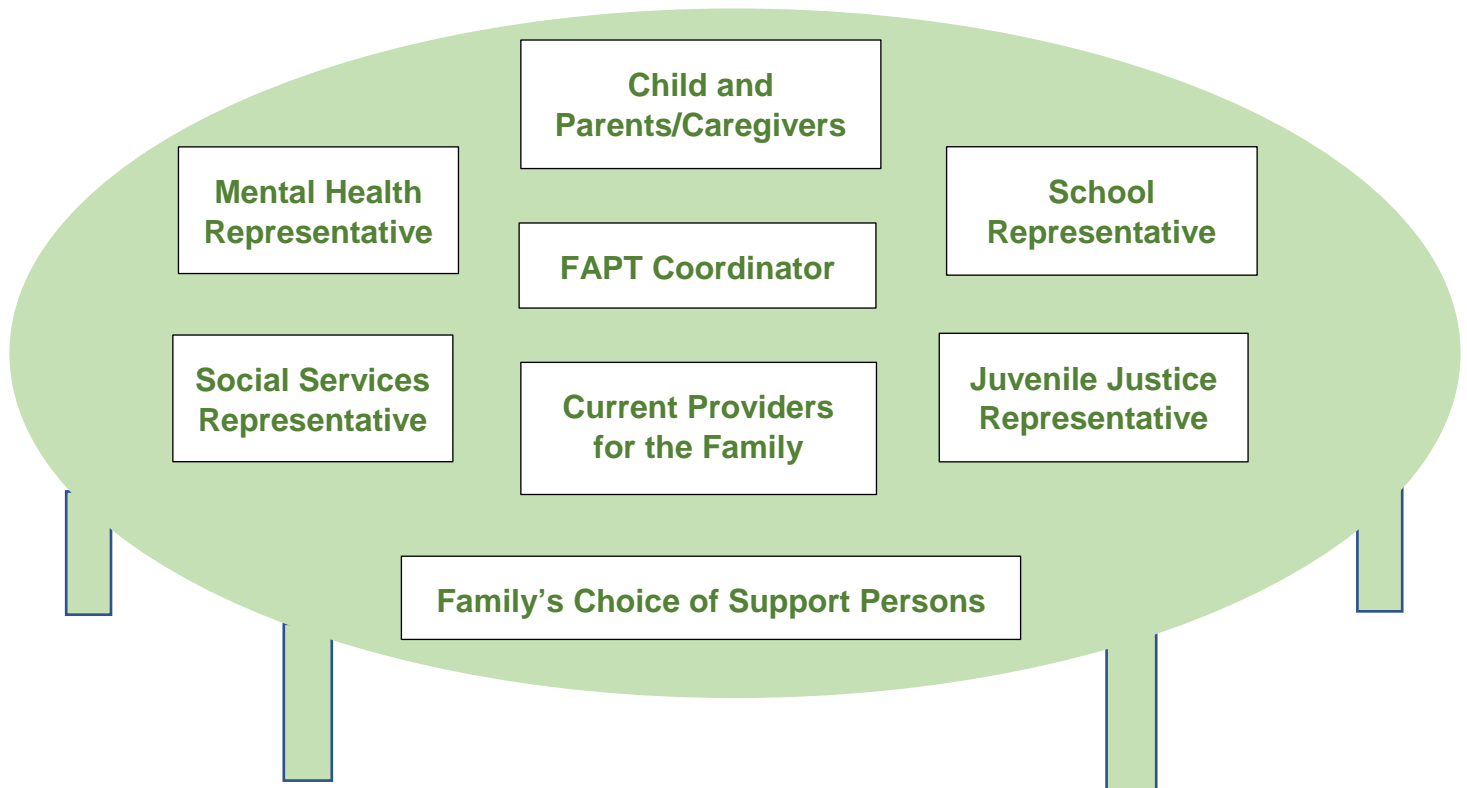 Child and
Parents/Caregivers
Mental Health
Representative
School
Representative
FAPT Coordinator
Social Services
Representative
Current Providers
for the Family
Juvenile Justice
Representative
Family’s Choice of Support Persons